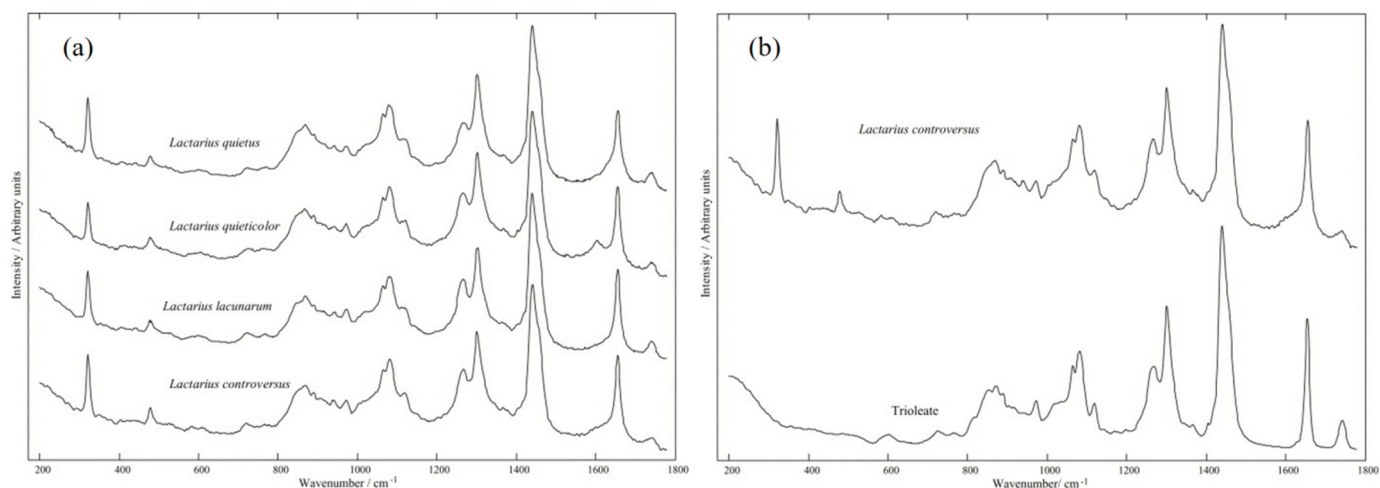 (a)
Lactarius quietus
Lactarius quieticolor
Lactarius lacunarum
Lactarius controversus
Intensity / Arbitrary units
200 400 600 800 1000 1200 1400 1600 1800
Wavenumber / cm⁻¹
(b)
Lactarius controversus
Trioleate
Intensity / Arbitrary units
200 400 600 800 1000 1200 1400 1600 1800
Wavenumber/ cm⁻¹